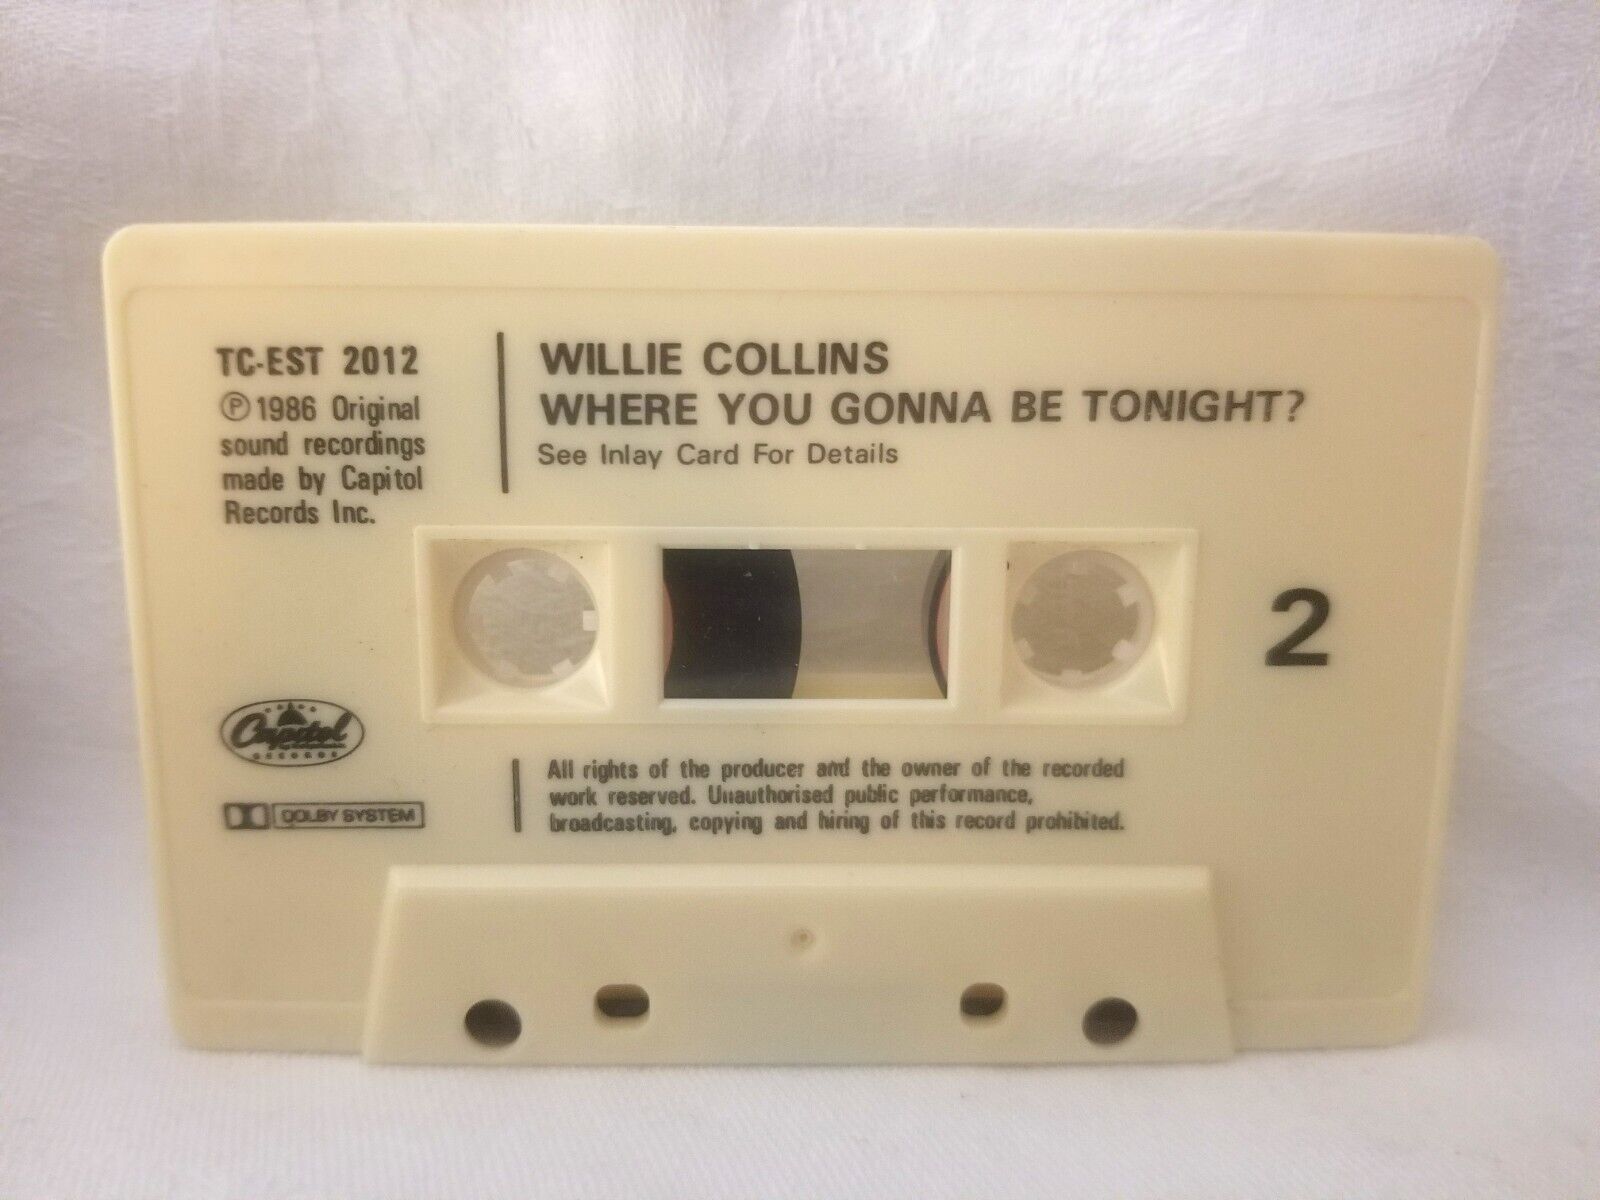 TC-EST 2012
Ⓟ1986 Original
sound recordings
made by Capitol
Records Inc.
WILLIE COLLINS
WHERE YOU GONNA BE TONIGHT?
See Inlay Card For Details
2
Capitol
RECORDS
DOLBY SYSTEM
All rights of the producer and the owner of the recorded
work reserved. Unauthorised public performance,
broadcasting, copying and hiring of this record prohibited.